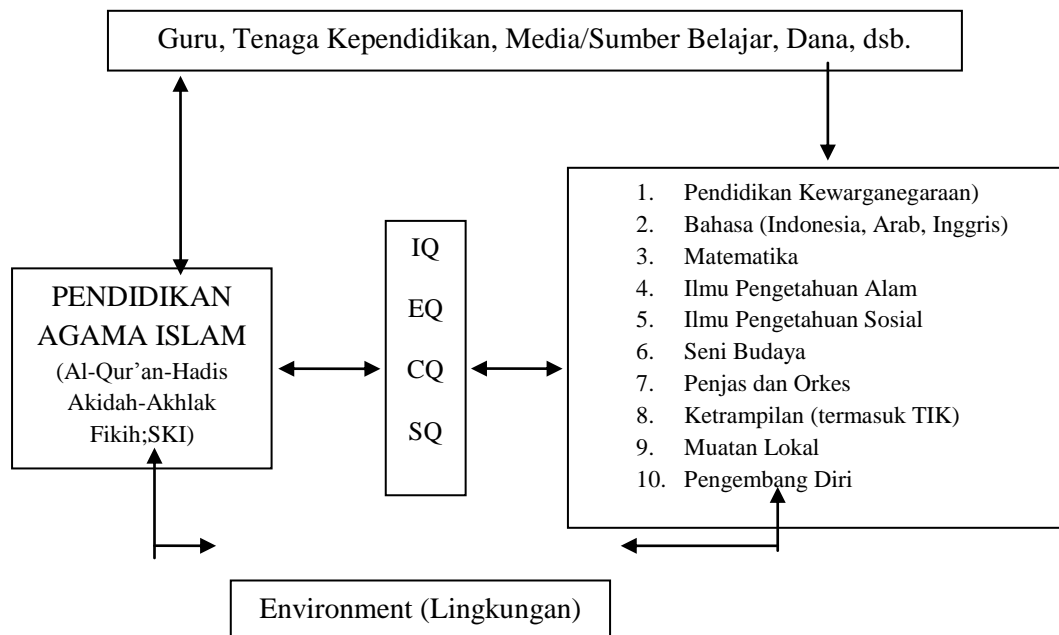 Guru, Tenaga Kependidikan, Media/Sumber Belajar, Dana, dsb.
PENDIDIKAN
AGAMA ISLAM
(Al-Qur’an-Hadis
Akidah-Akhlak
Fikih;SKI)
IQ
EQ
CQ
SQ
1. Pendidikan Kewarganegaraan)
2. Bahasa (Indonesia, Arab, Inggris)
3. Matematika
4. Ilmu Pengetahuan Alam
5. Ilmu Pengetahuan Sosial
6. Seni Budaya
7. Penjas dan Orkes
8. Ketrampilan (termasuk TIK)
9. Muatan Lokal
10. Pengembang Diri
Environment (Lingkungan)